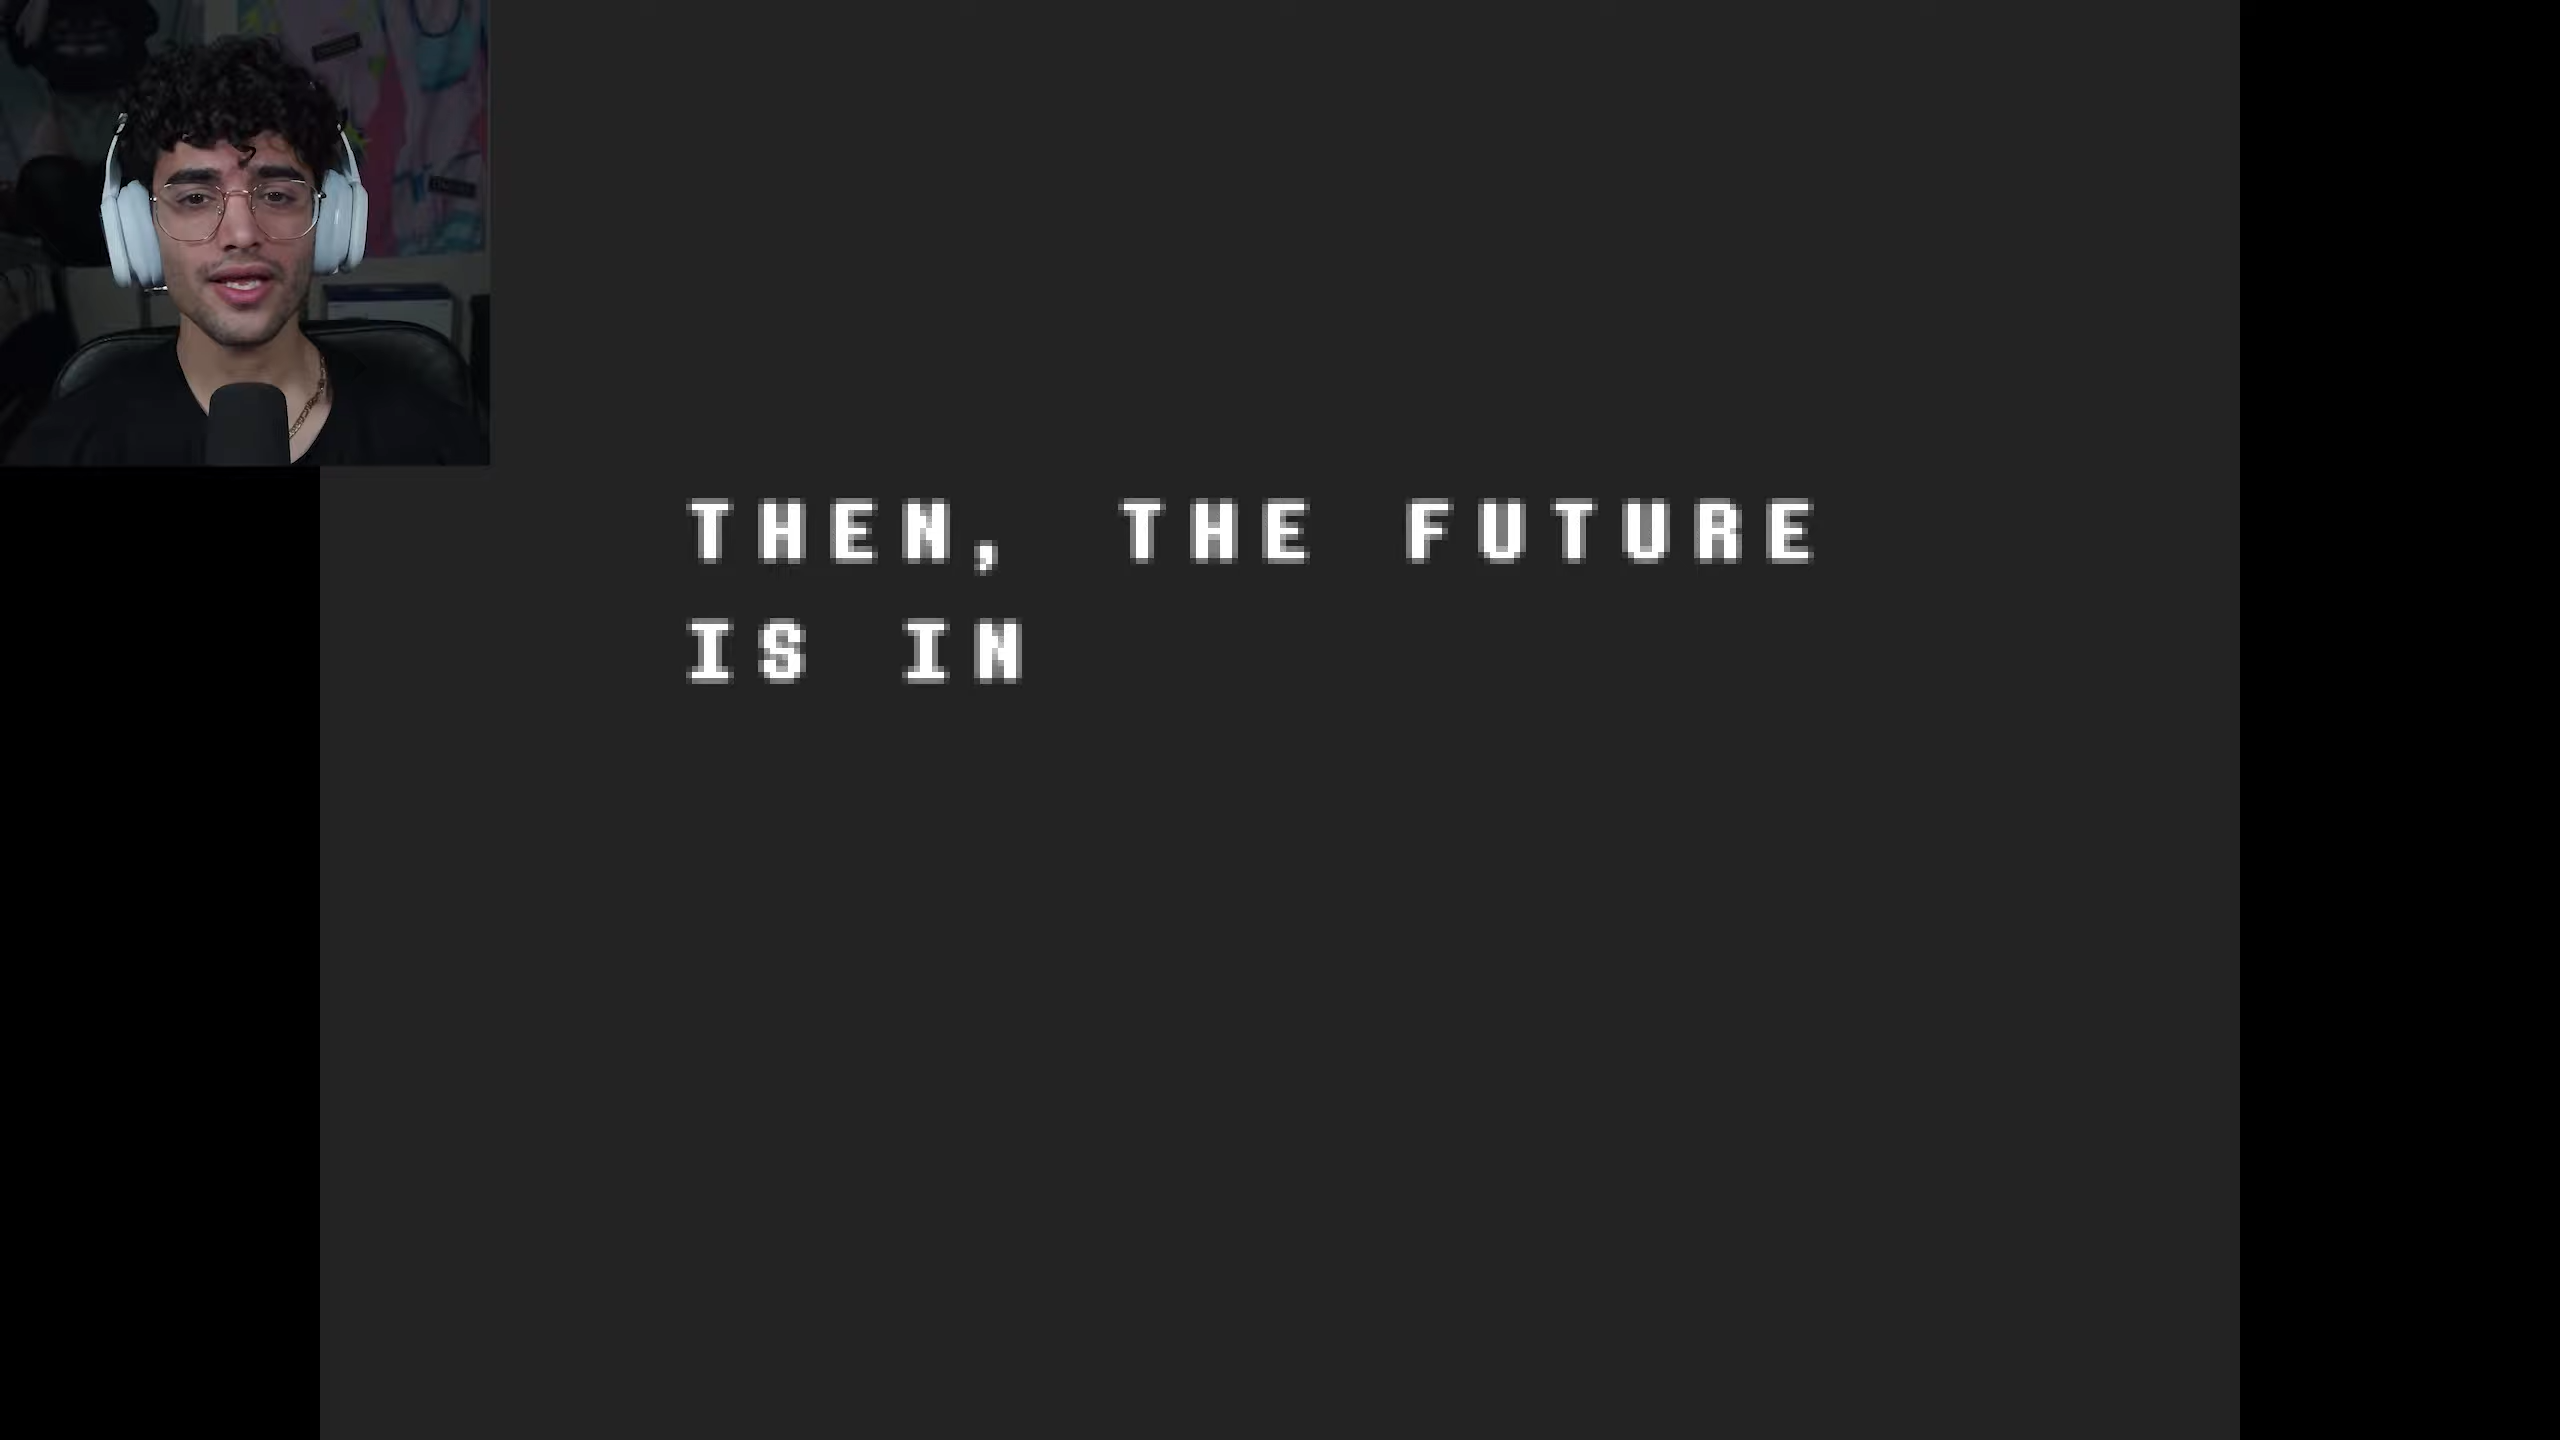 THEN, THE FUTURE
IS IN